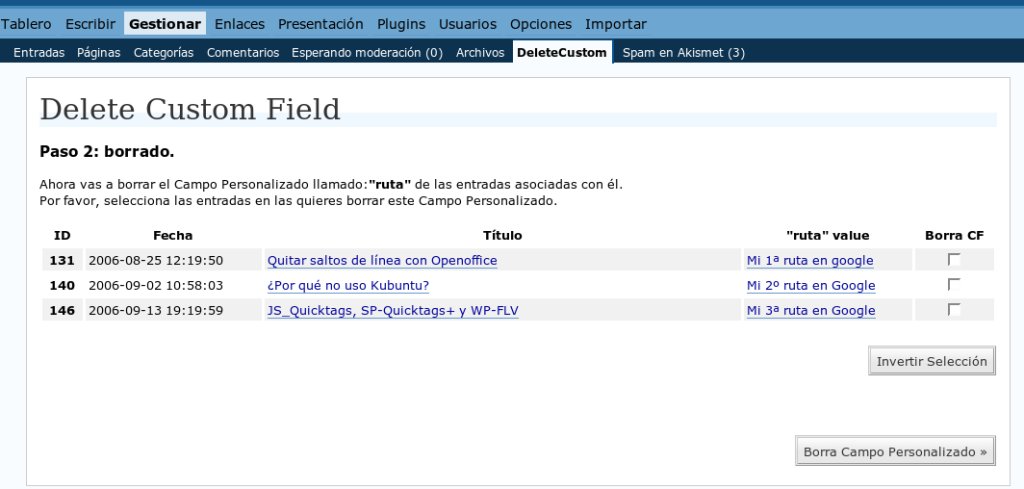 Tablero Escribir Gestionar Enlaces Presentación Plugins Usuarios Opciones Importar
Entradas Páginas Categorías Comentarios Esperando moderación (0) Archivos DeleteCustom Spam en Akismet (3)
Delete Custom Field
Paso 2: borrado.
Ahora vas a borrar el Campo Personalizado llamado:"ruta" de las entradas asociadas con él.
Por favor, selecciona las entradas en las quieres borrar este Campo Personalizado.
ID Fecha Título "ruta" value Borra CF
131 2006-08-25 12:19:50 Quitar saltos de línea con Openoffice Mi 1ª ruta en google
140 2006-09-02 10:58:03 ¿Por qué no uso Kubuntu? Mi 2º ruta en Google
146 2006-09-13 19:19:59 JS_Quicktags, SP-Quicktags+ y WP-FLV Mi 3ª ruta en Google
Invertir Selección
Borra Campo Personalizado »